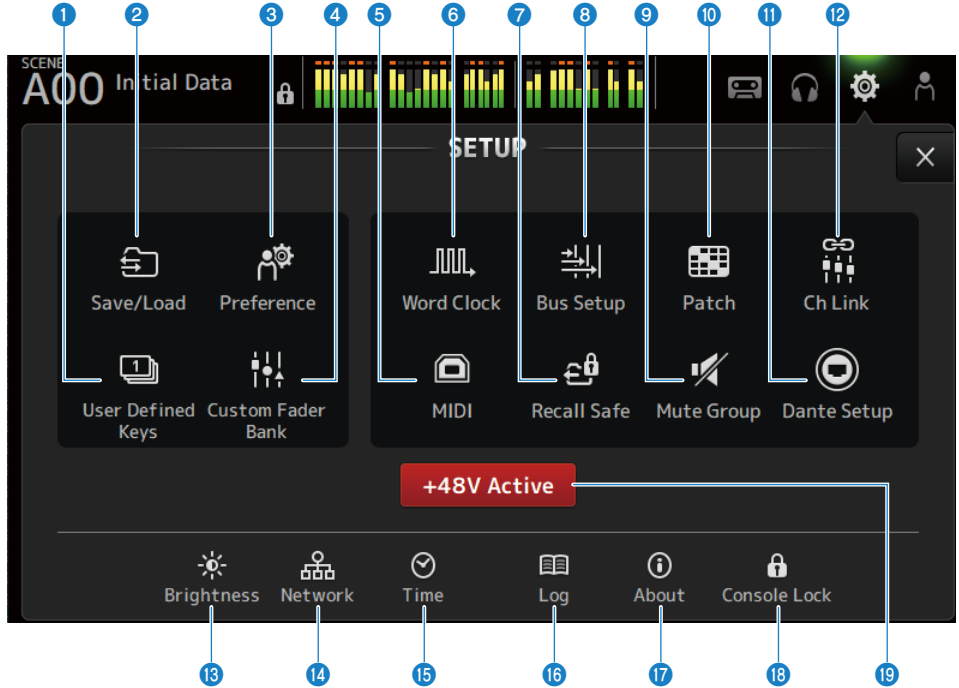 1 2 3 4 5 6 7 8 9 10 11 12
SCENE
A00 Initial Data
SETUP
Save/Load Preference Word Clock Bus Setup Patch Ch Link
1
User Defined Keys
Custom Fader Bank
MIDI Recall Safe Mute Group Dante Setup
+48V Active
Brightness Network Time Log About Console Lock
13 14 15 16 17 18 19